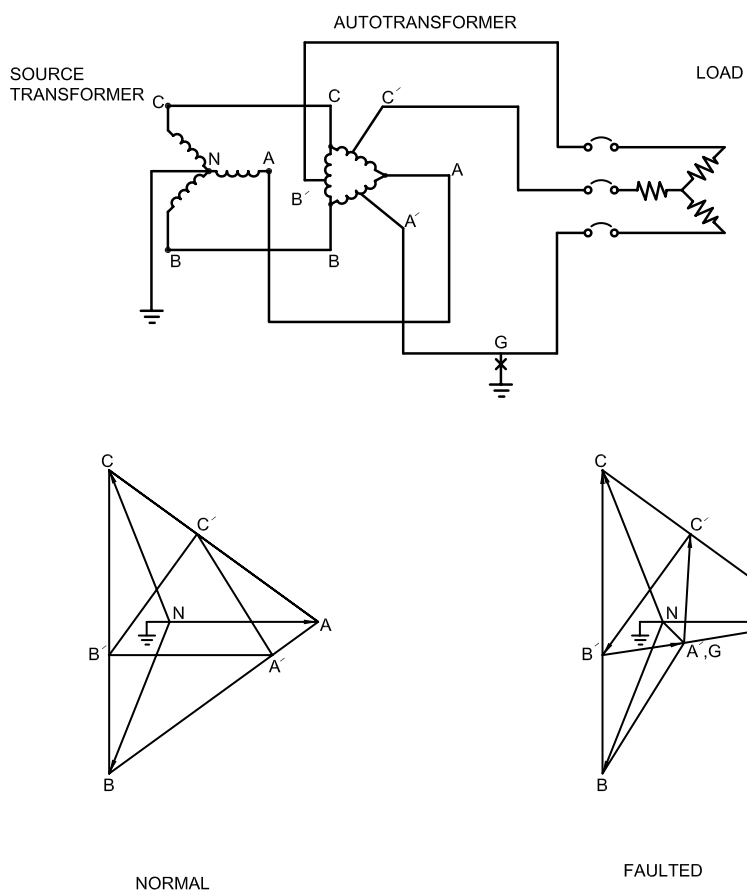 AUTOTRANSFORMER
SOURCE
TRANSFORMER
LOAD
C
C
C´
N
A
A
B´
A´
B
B
G
C
C
C´
C´
N
N
A
B´
A´
B´
A´,G
B
B
NORMAL
FAULTED